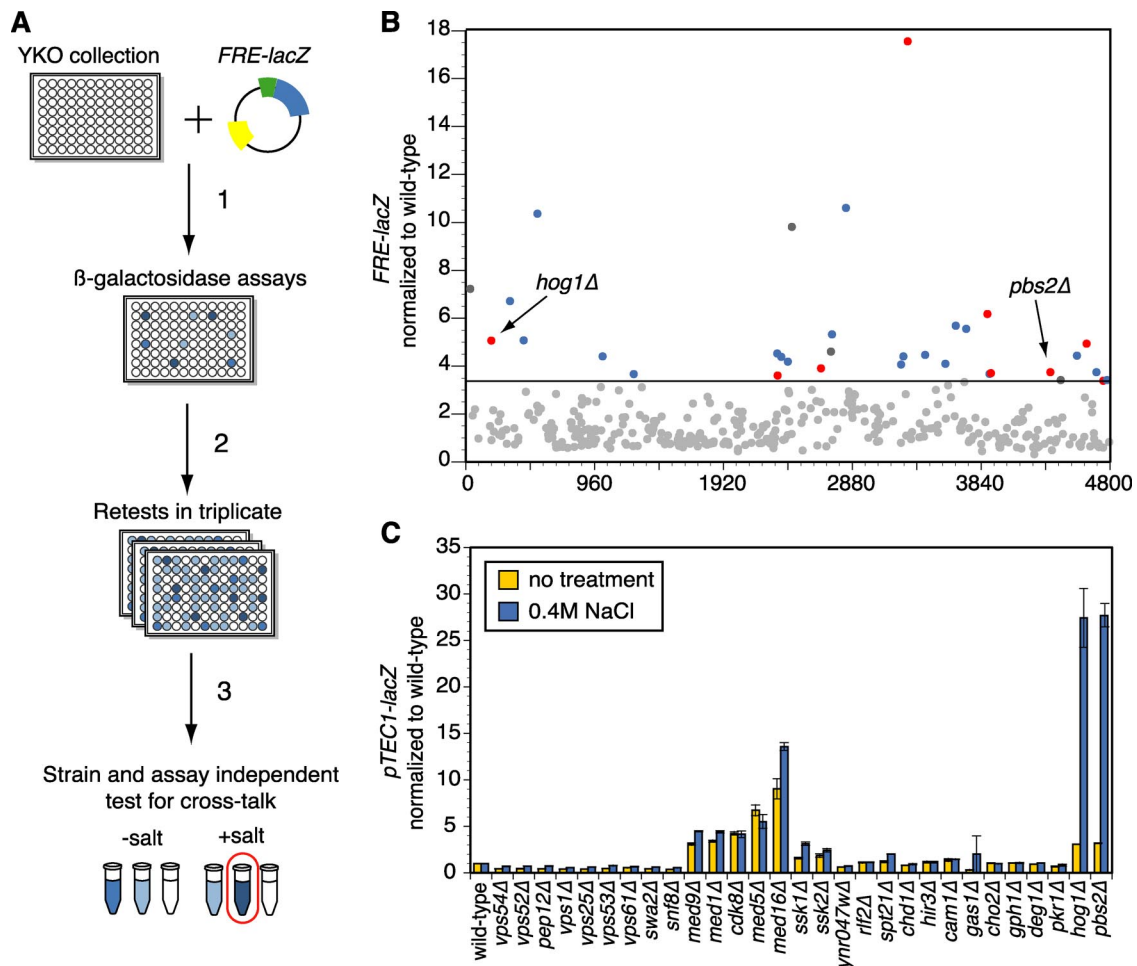 A
YKO collection
FRE-lacZ
+
1
ß-galactosidase assays
2
Retests in triplicate
3
Strain and assay independent
test for cross-talk
-salt
+salt
B
FRE-lacZ
normalized to wild-type
18
16
14
12
10
8
6
4
2
0
hog1Δ
pbs2Δ
0
960
1920
2880
3840
4800
C
pTEC1-lacZ
normalized to wild-type
35
30
25
20
15
10
5
0
no treatment
0.4M NaCl
wild-type
vps54Δ
vps52Δ
pep12Δ
vps1Δ
vps25Δ
vps53Δ
vps61Δ
swa2Δ
snf8Δ
med9Δ
med1Δ
cdk8Δ
med5Δ
med16Δ
ssk1Δ
ssk2Δ
ynr047wΔ
rlf2Δ
spt21Δ
chd1Δ
hir3Δ
cam1Δ
gas1Δ
cho2Δ
gph1Δ
deg1Δ
pkr1Δ
hog1Δ
pbs2Δ